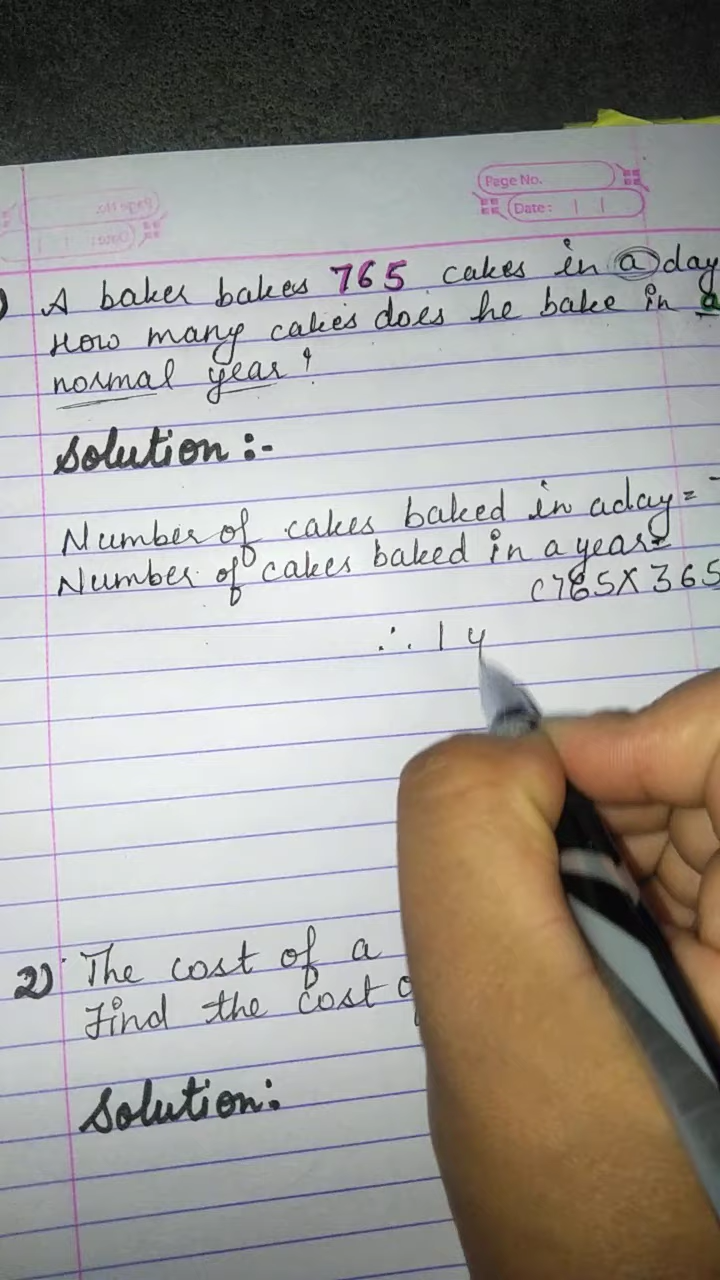 Page No.
Date:
A baker bakes 765 cakes in a day
How many cakes does he bake in a
normal year?
Solution :-
Number of cakes baked in a day =
Number of cakes baked in a year =
(765 X 365
∴ 1 y
2) The cost of a
Find the cost
Solution: